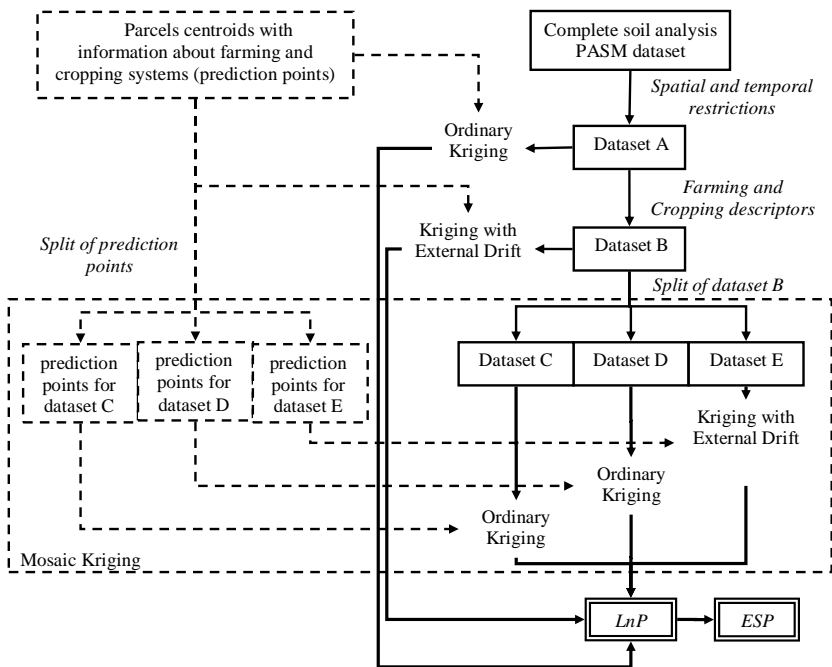 Parcels centroids with
information about farming and
cropping systems (prediction points)
Complete soil analysis
PASM dataset
Spatial and temporal
restrictions
Ordinary
Kriging
Dataset A
Farming and
Cropping descriptors
Kriging with
External Drift
Dataset B
Split of prediction
points
Split of dataset B
prediction
points for
dataset C
prediction
points for
dataset D
prediction
points for
dataset E
Dataset C
Dataset D
Dataset E
Kriging with
External Drift
Ordinary
Kriging
Ordinary
Kriging
Mosaic Kriging
LnP
ESP